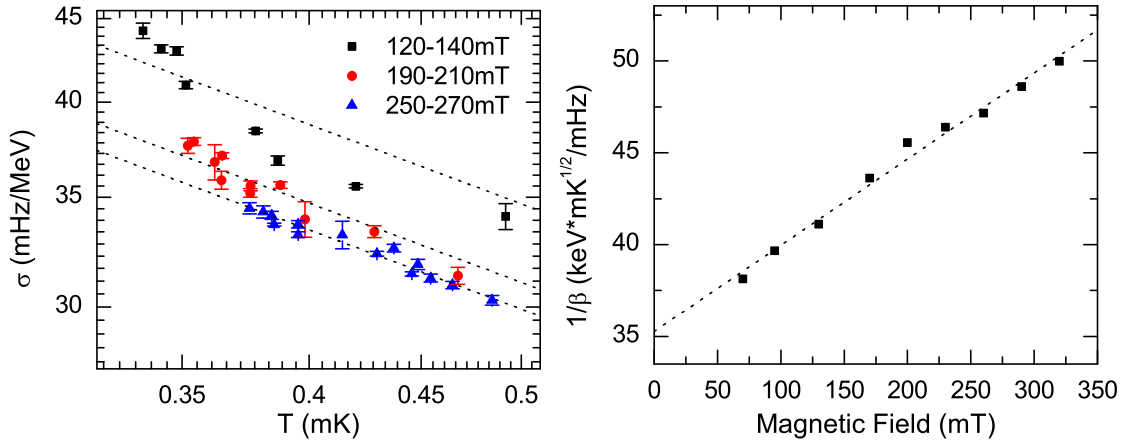 45
40
35
30
σ (mHz/MeV)
120-140mT
190-210mT
250-270mT
0.35
0.4
0.45
0.5
T (mK)
50
45
40
35
1/β (keV*mK^1/2/mHz)
0
50
100
150
200
250
300
350
Magnetic Field (mT)